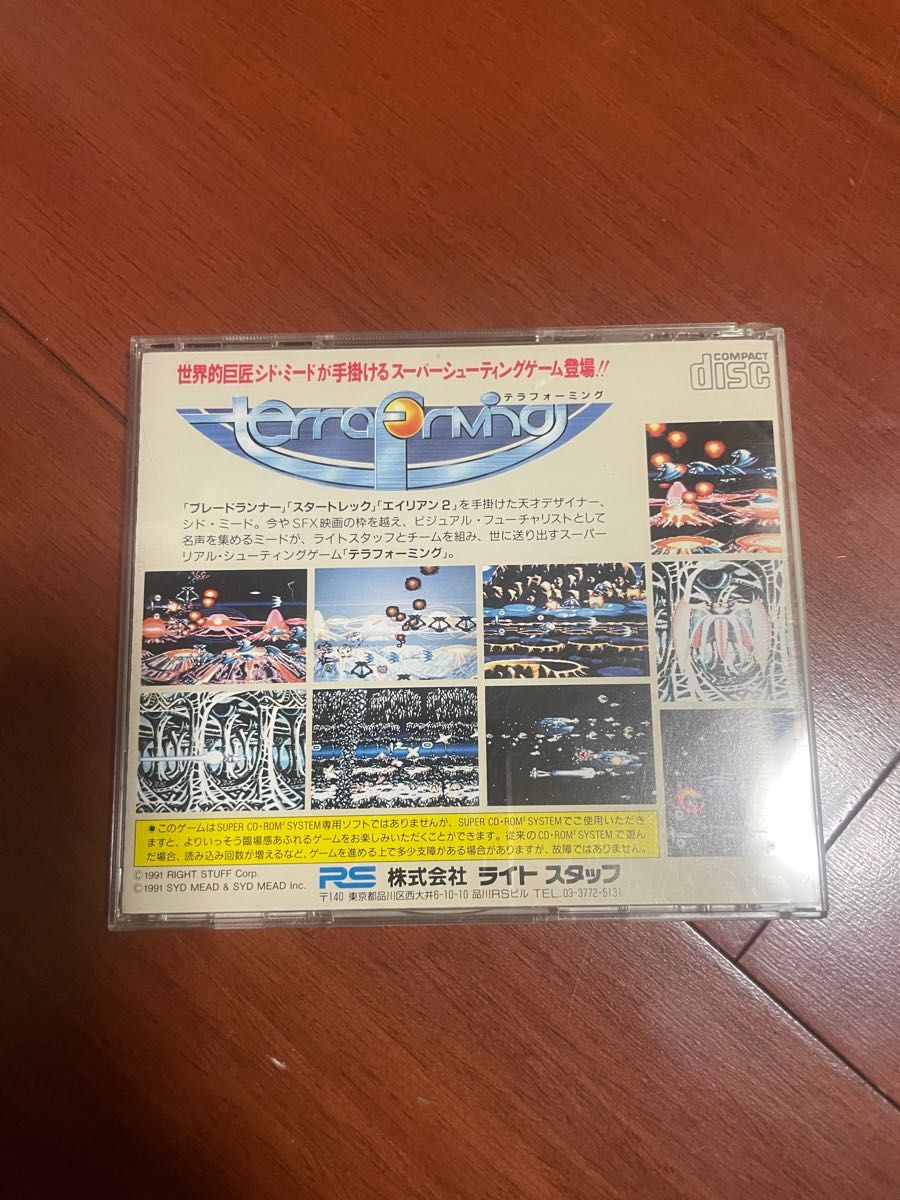 世界的巨匠シド・ミードが手掛けるスーパーシューティングゲーム登場!!
COMPACT
disc
テラフォーミング
terraforming
「ブレードランナー」「スタートレック」「エイリアン2」を手掛けた天才デザイナー、
シド・ミード。今やSFX映画の枠を越え、ビジュアル・フューチャリストとして
名声を集めるミードが、ライトスタッフとチームを組み、世に送り出すスーパー
リアル・シューティングゲーム「テラフォーミング」。
●このゲームはSUPER CD・ROM² SYSTEM専用ソフトではありませんが、SUPER CD・ROM² SYSTEMでご使用いただき
ますと、よりいっそう臨場感あふれるゲームをお楽しみいただくことができます。従来のCD・ROM² SYSTEMで遊ん
だ場合、読み込み回数が増えるなど、ゲームを進める上で多少支障がある場合がありますが、故障ではありません。
©1991 RIGHT STUFF Corp.
©1991 SYD MEAD & SYD MEAD Inc.
RS 株式会社 ライト スタッフ
〒140 東京都品川区西大井6-10-10 品川RSビル TEL.03-3772-5131